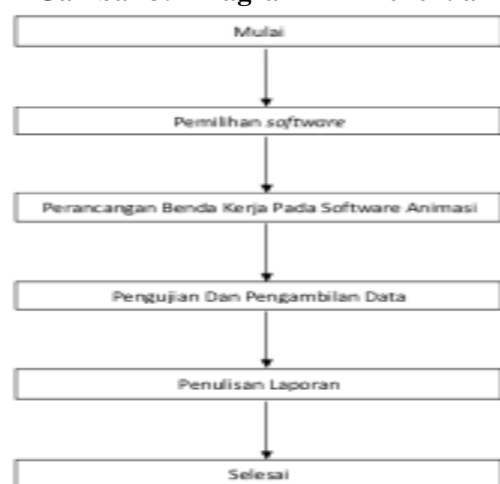 Mulai
Pemilihan software
Perancangan Benda Kerja Pada Software Animasi
Pengujian Dan Pengambilan Data
Penulisan Laporan
Selesai